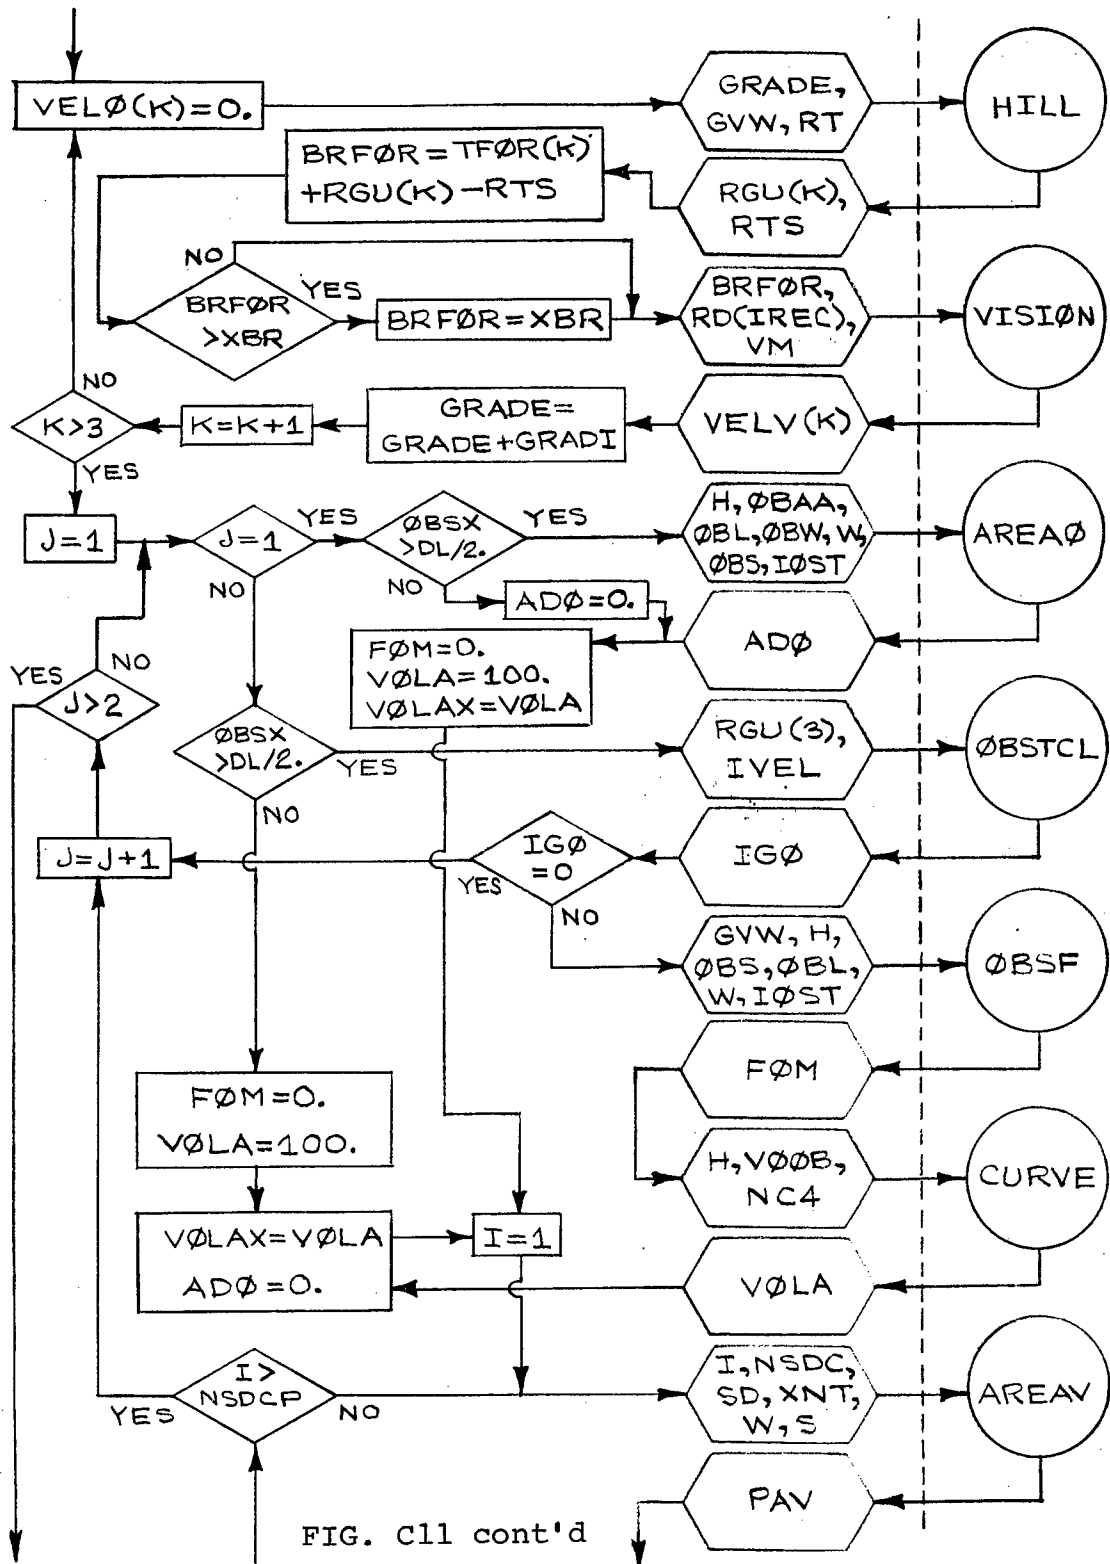 VELØ(K)=0.
GRADE,
GVW, RT
HILL
BRFØR=TFØR(K)
+RGU(K)-RTS
RGU(K),
RTS
NO
BRFØR
>XBR
YES
BRFØR=XBR
BRFØR,
RD(IREC),
VM
VISIØN
NO
K>3
YES
K=K+1
GRADE=
GRADE+GRADI
VELV(K)
J=1
J=1
YES
NO
ØBSX
>DL/2.
YES
NO
H, ØBAA,
ØBL, ØBW, W,
ØBS, IØST
AREAØ
ADØ=0.
ADØ
FØM=0.
VØLA=100.
VØLAX=VØLA
YES
NO
J>2
ØBSX
>DL/2.
YES
NO
RGU(3),
IVEL
ØBSTCL
J=J+1
IGØ
=0
YES
NO
IGØ
GVW, H,
ØBS, ØBL,
W, IØST
ØBSF
FØM=0.
VØLA=100.
FØM
H, VØØB,
NC4
CURVE
VØLAX=VØLA
ADØ=0.
I=1
VØLA
I>
NSDCP
YES
NO
I, NSDC,
SD, XNT,
W, S
AREAV
PAV
FIG. C11 cont'd